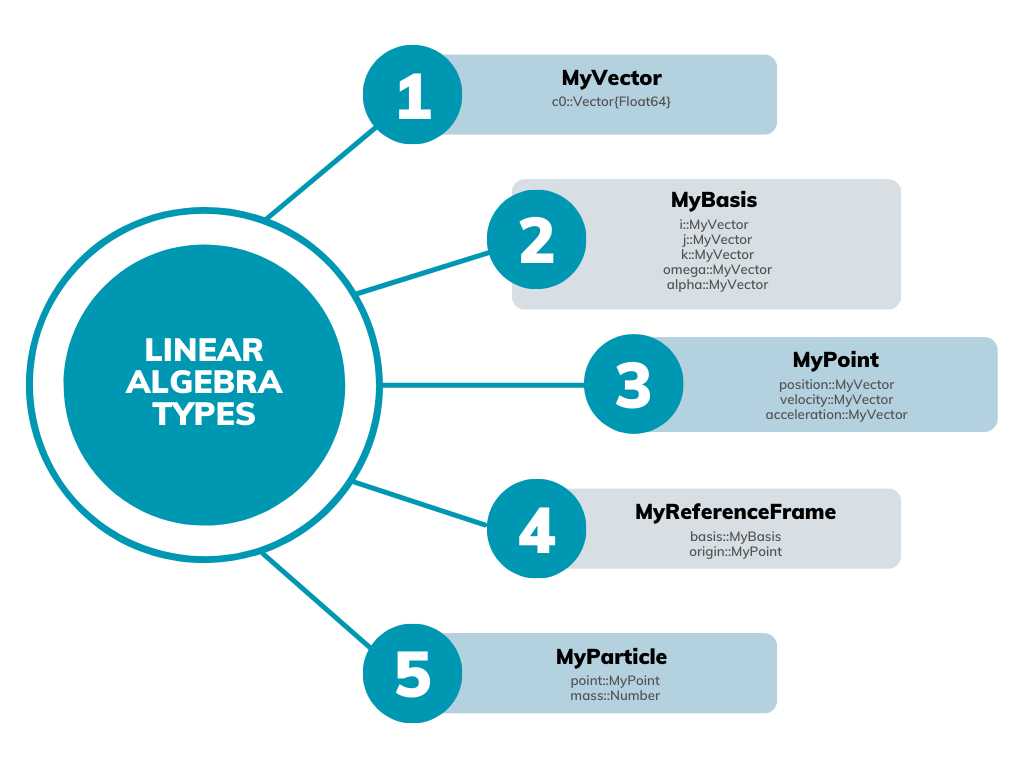 LINEAR
ALGEBRA
TYPES
1
MyVector
c0::Vector{Float64}
2
MyBasis
i::MyVector
j::MyVector
k::MyVector
omega::MyVector
alpha::MyVector
3
MyPoint
position::MyVector
velocity::MyVector
acceleration::MyVector
4
MyReferenceFrame
basis::MyBasis
origin::MyPoint
5
MyParticle
point::MyPoint
mass::Number